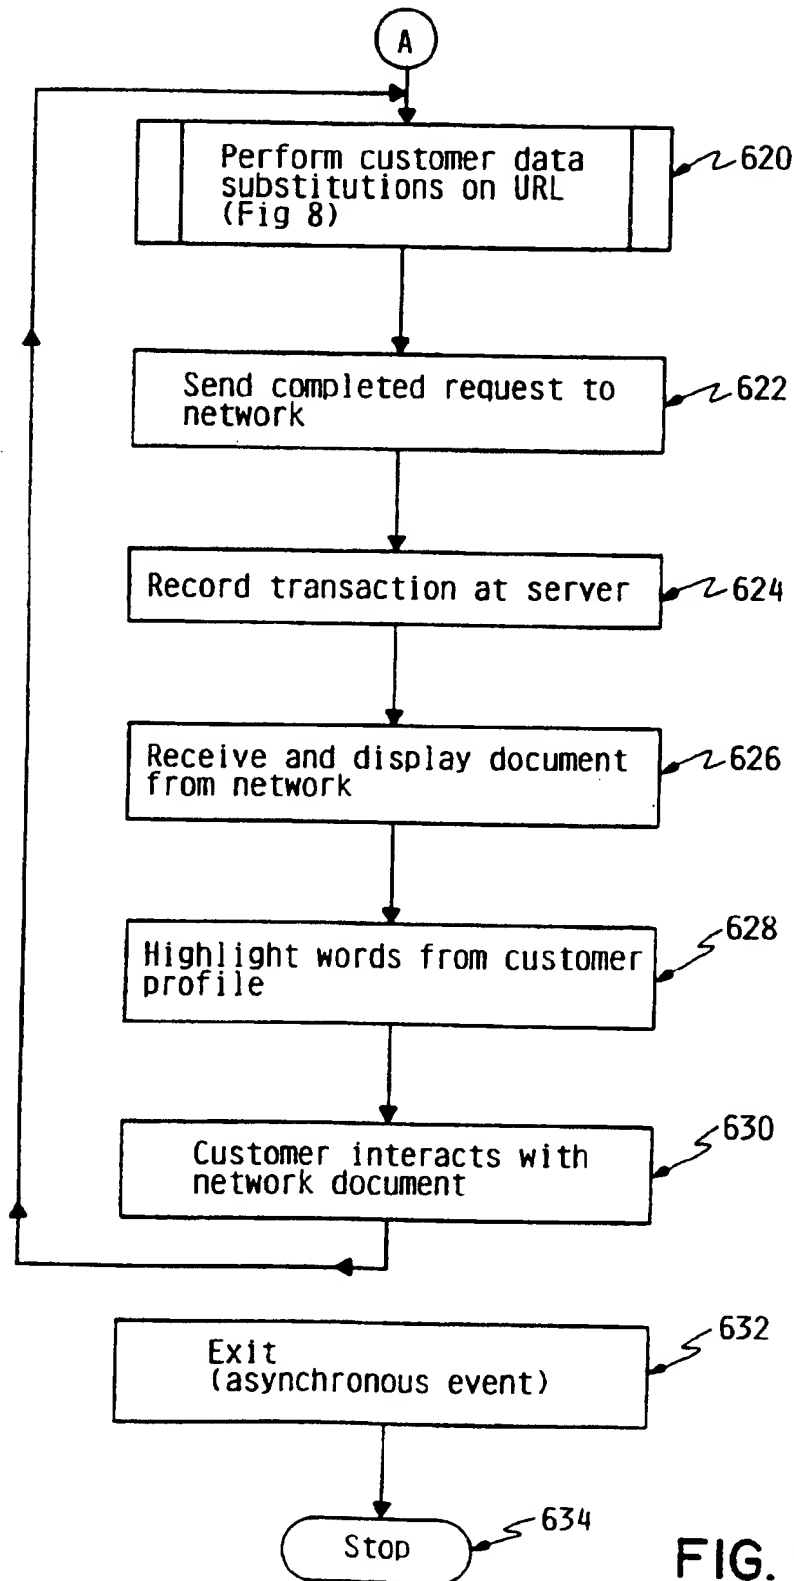 A
Perform customer data
substitutions on URL
(Fig 8)
620
Send completed request to
network
622
Record transaction at server
624
Receive and display document
from network
626
Highlight words from customer
profile
628
Customer interacts with
network document
630
Exit
(asynchronous event)
632
Stop
634
FIG.